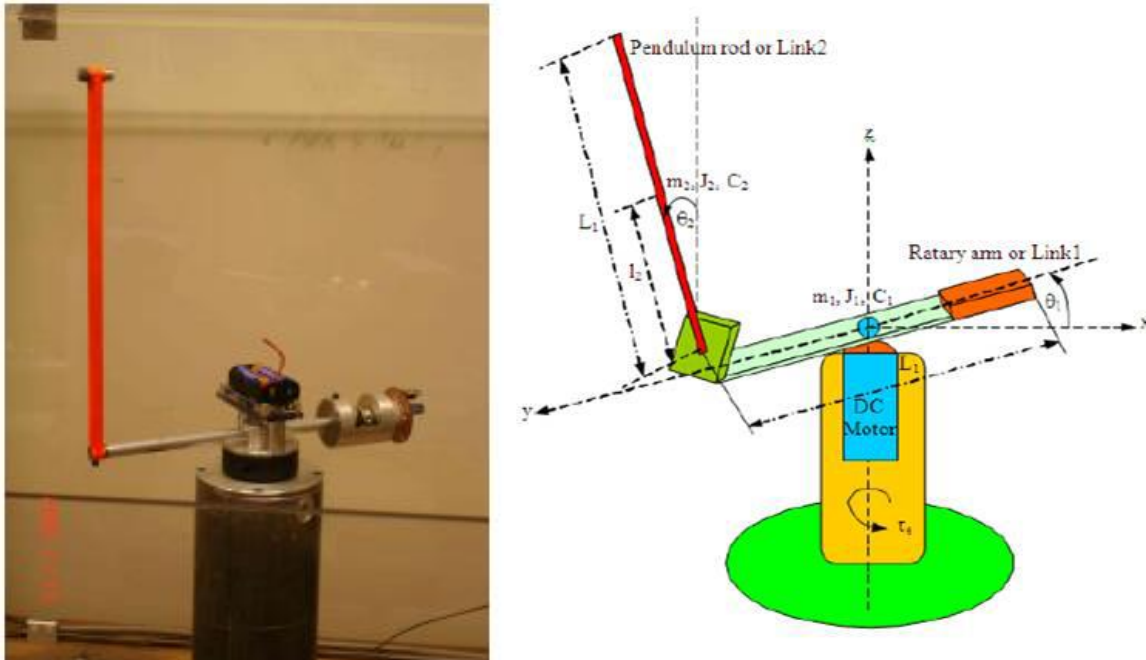 Pendulum rod or Link2
z
m₂, J₂, C₂
θ₂
L₁
l₂
Ratary arm or Link1
m₁, J₁, C₁
θ₁
L₁
y
DC
Motor